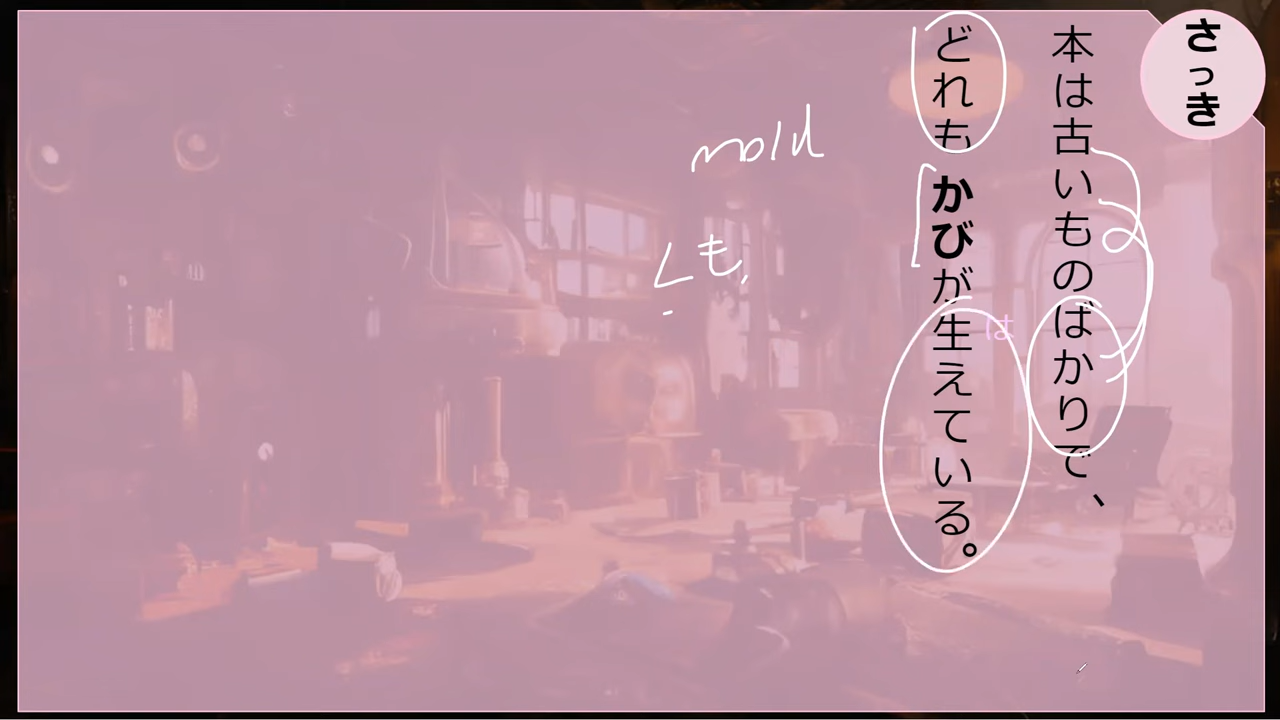 さっき
本は古いものばかりで、
どれもかびが生えている。
は
mold
くも